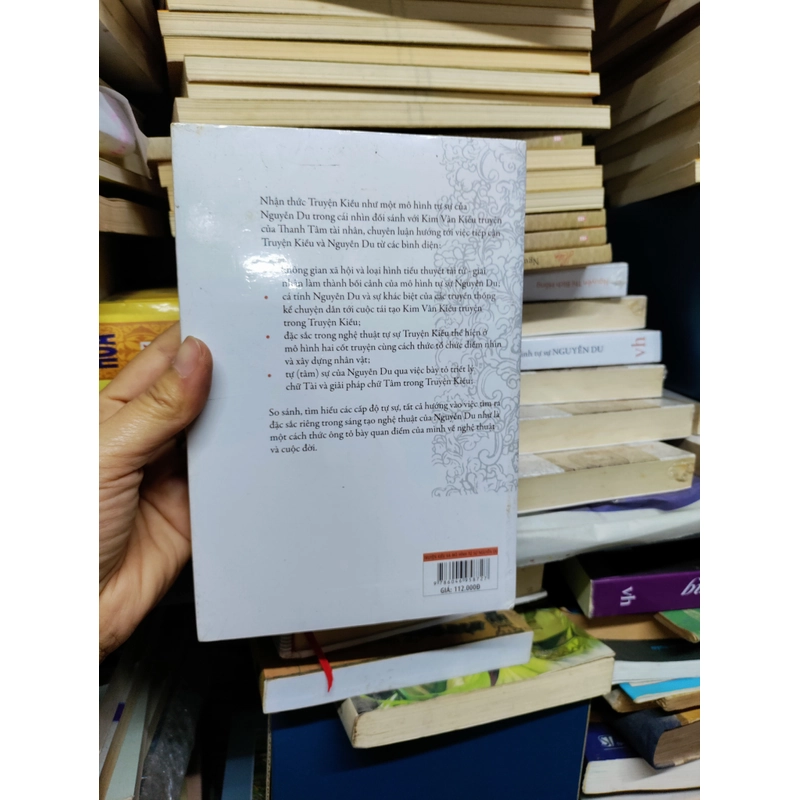 Nhận thức Truyện Kiều như một mô hình tự sự của
Nguyễn Du trong cái nhìn đối sánh với Kim Vân Kiều truyện
của Thanh Tâm tài nhân, chuyên luận hướng tới việc tiếp cận
Truyện Kiều và Nguyễn Du từ các bình diện:
không gian xã hội và loại hình tiểu thuyết tài tử - giai
nhân làm thành bối cảnh của mô hình tự sự Nguyễn Du;
• cá tính Nguyễn Du và sự khác biệt của các truyền thống
kể chuyện dẫn tới cuộc tái tạo Kim Vân Kiều truyện
trong Truyện Kiều;
• đặc sắc trong nghệ thuật tự sự Truyện Kiều thể hiện ở
mô hình hai cốt truyện cùng cách thức tổ chức điểm nhìn
và xây dựng nhân vật;
• tự (tâm) sự của Nguyễn Du qua việc bày tỏ triết lý
chữ Tài và giải pháp chữ Tâm trong Truyện Kiều.
So sánh, tìm hiểu các cấp độ tự sự, tất cả hướng vào việc tìm ra
đặc sắc riêng trong sáng tạo nghệ thuật của Nguyễn Du như là
một cách thức ông tỏ bày quan điểm của mình về nghệ thuật
và cuộc đời.
GIÁ: 112.000Đ
hình tự sự NGUYỄN DU
vh
vh